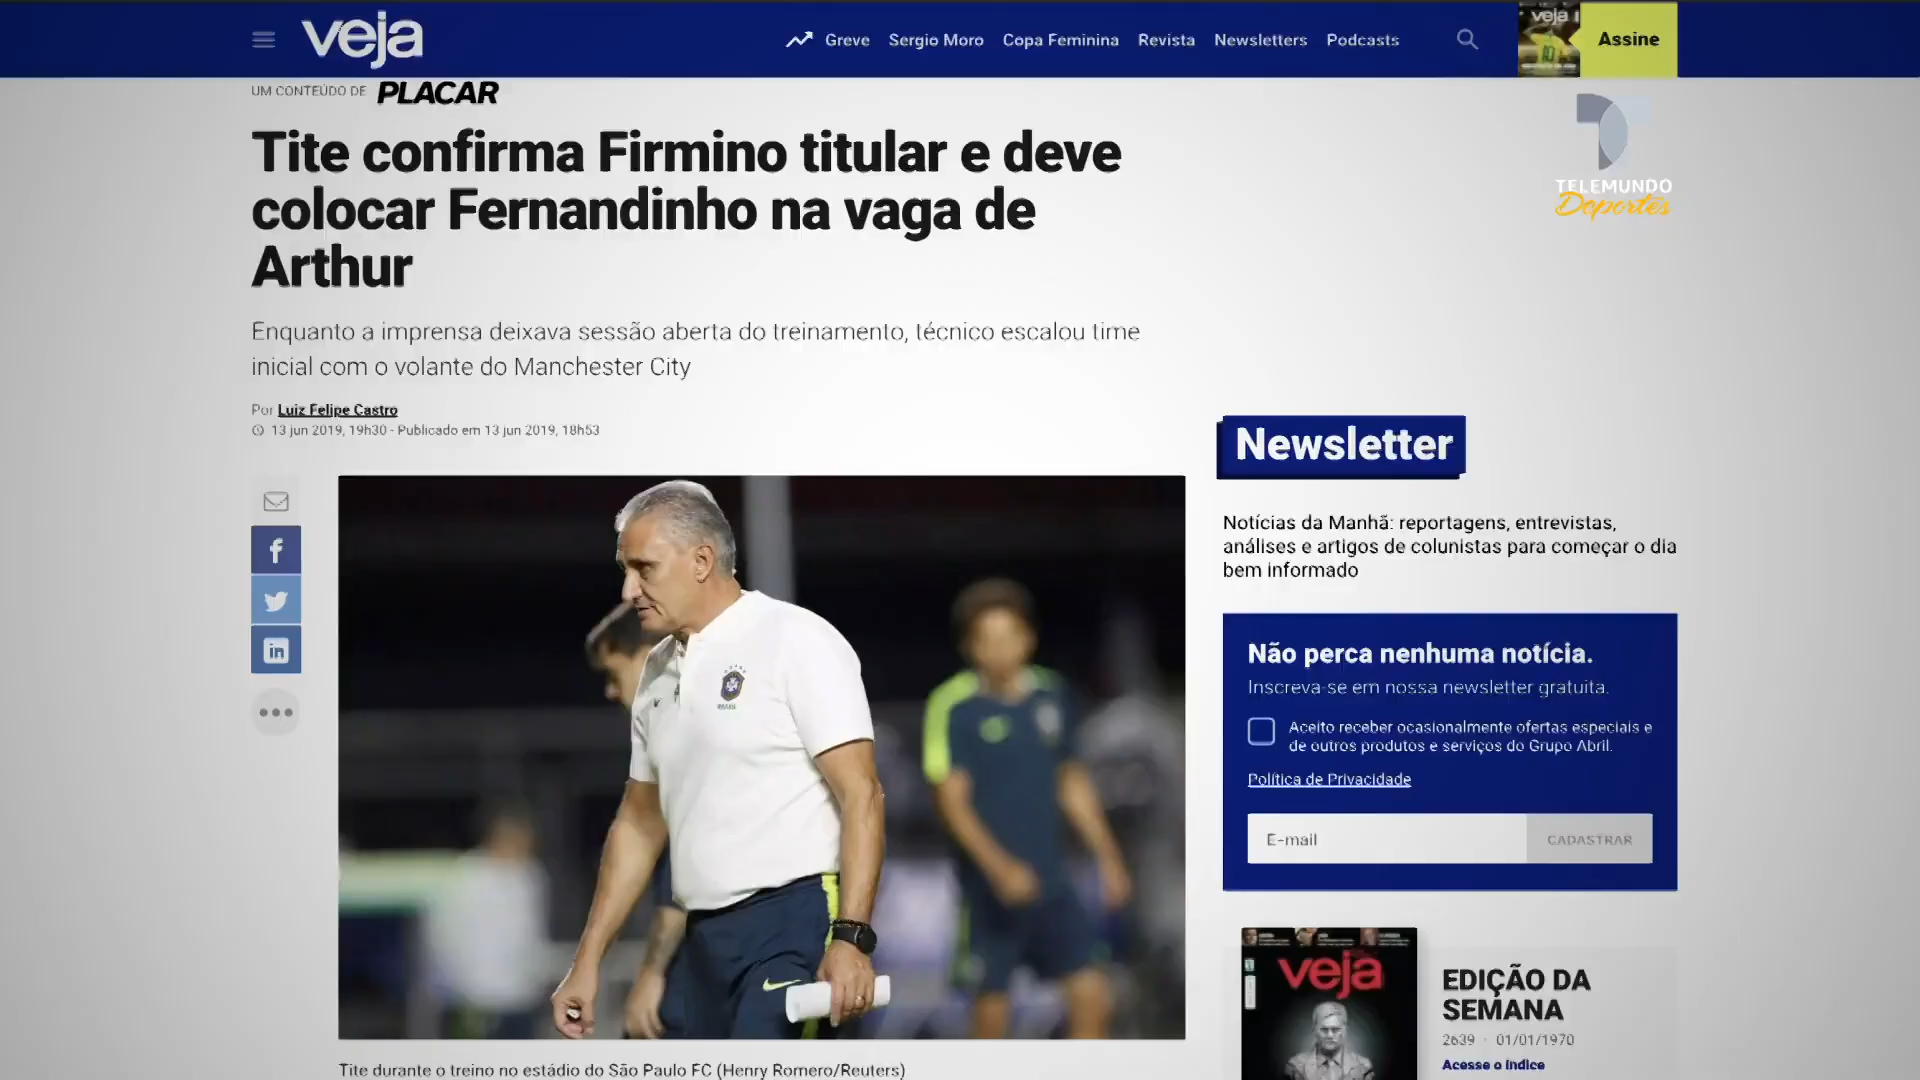 veja
Greve Sergio Moro Copa Feminina Revista Newsletters Podcasts
veja
Assine
UM CONTEÚDO DE PLACAR
TELEMUNDO
Deportes
Tite confirma Firmino titular e deve
colocar Fernandinho na vaga de
Arthur
Enquanto a imprensa deixava sessão aberta do treinamento, técnico escalou time
inicial com o volante do Manchester City
Por Luiz Felipe Castro
13 jun 2019, 19h30 - Publicado em 13 jun 2019, 18h53
Newsletter
Notícias da Manhã: reportagens, entrevistas,
análises e artigos de colunistas para começar o dia
bem informado
Não perca nenhuma notícia.
Inscreva-se em nossa newsletter gratuita.
Aceito receber ocasionalmente ofertas especiais e
de outros produtos e serviços do Grupo Abril.
Política de Privacidade
E-mail
CADASTRAR
BRASIL
veja
EDIÇÃO DA
SEMANA
2639 · 01/01/1970
Acesse o índice
Tite durante o treino no estádio do São Paulo FC (Henry Romero/Reuters)